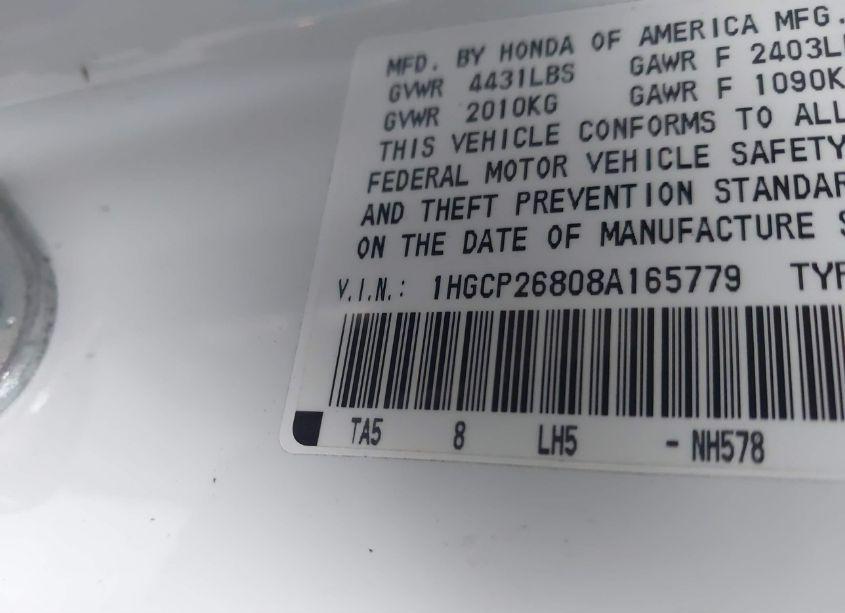 MFD. BY HONDA OF AMERICA MFG.
GVWR 4431LBS GAWR F 2403L
GVWR 2010KG GAWR F 1090K
THIS VEHICLE CONFORMS TO ALL
FEDERAL MOTOR VEHICLE SAFETY
AND THEFT PREVENTION STANDAR
ON THE DATE OF MANUFACTURE S
V.I.N.: 1HGCP26808A165779 TYP
TA5 8 LH5 - NH578